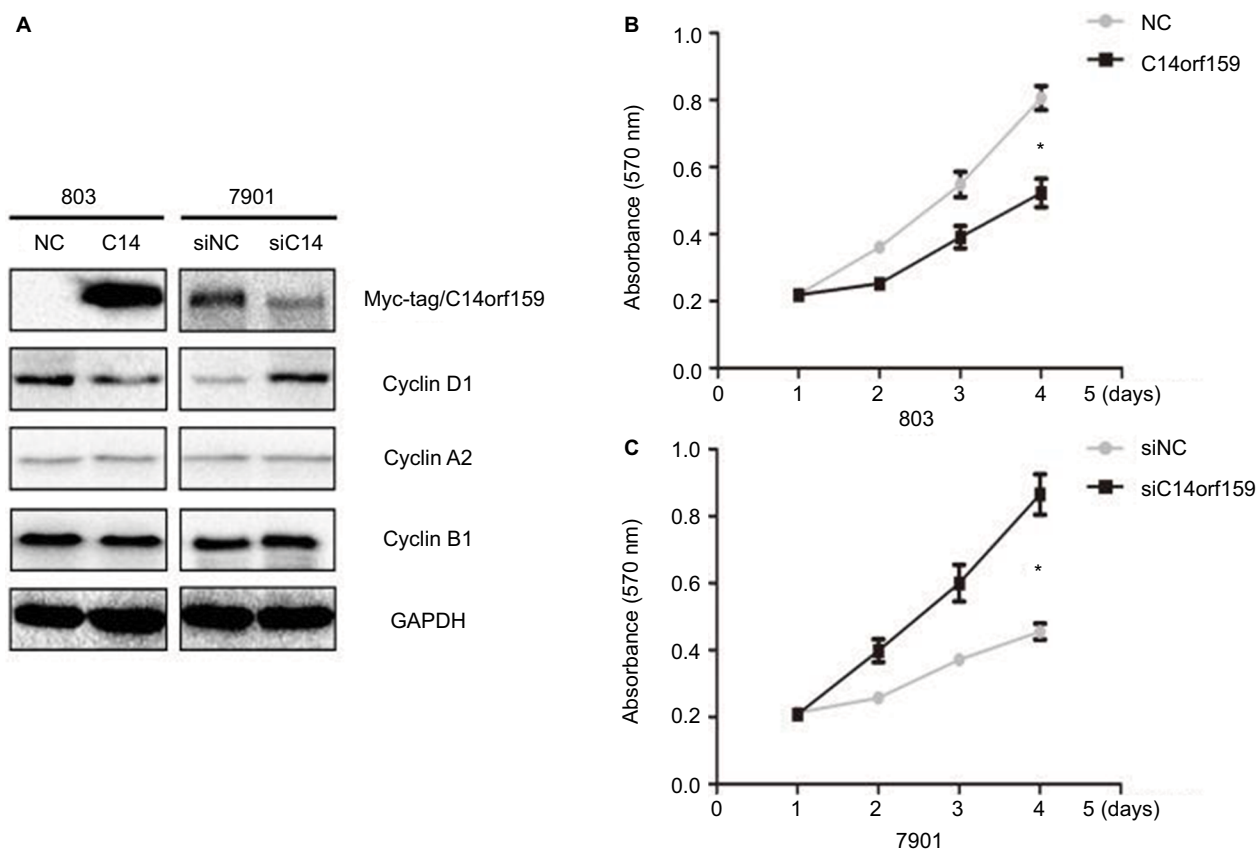 A
803 7901
NC C14 siNC siC14
Myc-tag/C14orf159
Cyclin D1
Cyclin A2
Cyclin B1
GAPDH
B
NC
C14orf159
Absorbance (570 nm)
1.0
0.8
0.6
*
0.4
0.2
0.0
0 1 2 3 4 5 (days)
803
C
siNC
siC14orf159
Absorbance (570 nm)
1.0
0.8
0.6
*
0.4
0.2
0.0
0 1 2 3 4 5 (days)
7901